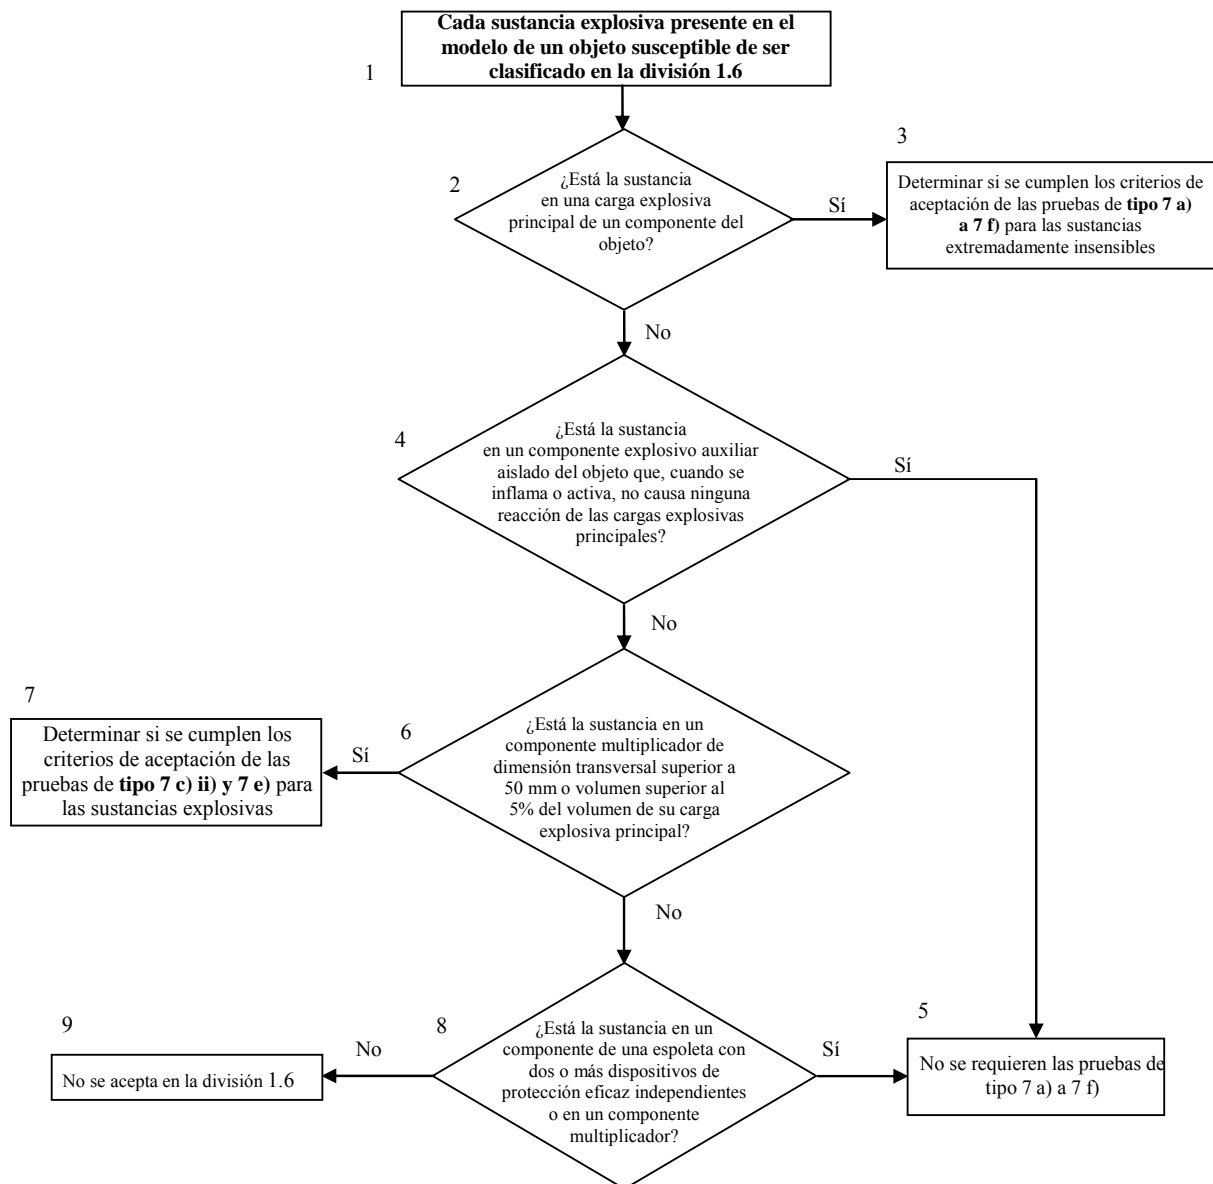 Cada sustancia explosiva presente en el
modelo de un objeto susceptible de ser
clasificado en la división 1.6
1
2
¿Está la sustancia
en una carga explosiva
principal de un componente del
objeto?
Sí
3
Determinar si se cumplen los criterios de
aceptación de las pruebas de tipo 7 a)
a 7 f) para las sustancias
extremadamente insensibles
No
4
¿Está la sustancia
en un componente explosivo auxiliar
aislado del objeto que, cuando se
inflama o activa, no causa ninguna
reacción de las cargas explosivas
principales?
Sí
No
6
¿Está la sustancia en un
componente multiplicador de
dimensión transversal superior a
50 mm o volumen superior al
5% del volumen de su carga
explosiva principal?
Sí
7
Determinar si se cumplen los
criterios de aceptación de las
pruebas de tipo 7 c) ii) y 7 e) para
las sustancias explosivas
No
8
¿Está la sustancia en un
componente de una espoleta con
dos o más dispositivos de
protección eficaz independientes
o en un componente
multiplicador?
Sí
5
No se requieren las pruebas de
tipo 7 a) a 7 f)
No
9
No se acepta en la división 1.6